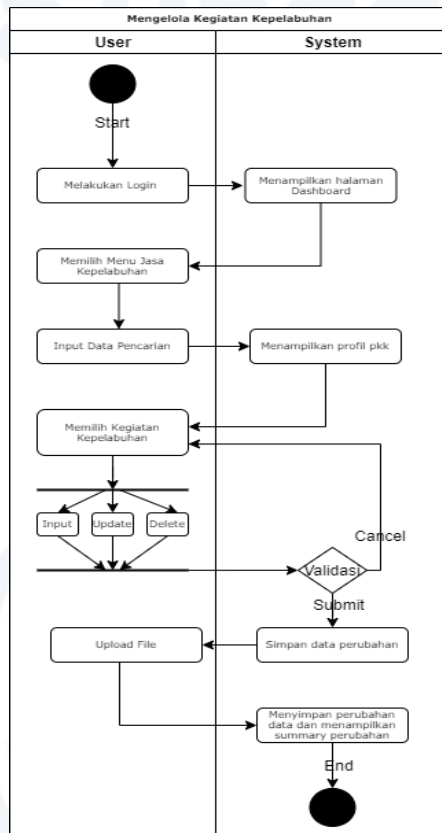 Mengelola Kegiatan Kepelabuhan
User
System
Start
Melakukan Login
Menampilkan halaman
Dashboard
Memilih Menu Jasa
Kepelabuhan
Input Data Pencarian
Menampilkan profil pkk
Memilih Kegiatan
Kepelabuhan
Input
Update
Delete
Cancel
Validasi
Submit
Upload File
Simpan data perubahan
Menyimpan perubahan
data dan menampilkan
summary perubahan
End